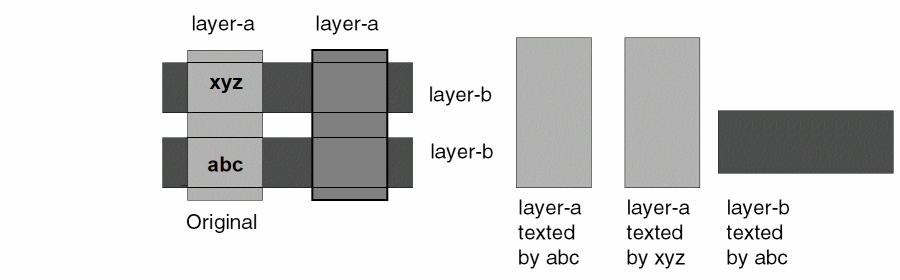 layer-a
layer-a
xyz
layer-b
abc
layer-b
Original
layer-a
texted
by abc
layer-a
texted
by xyz
layer-b
texted
by abc